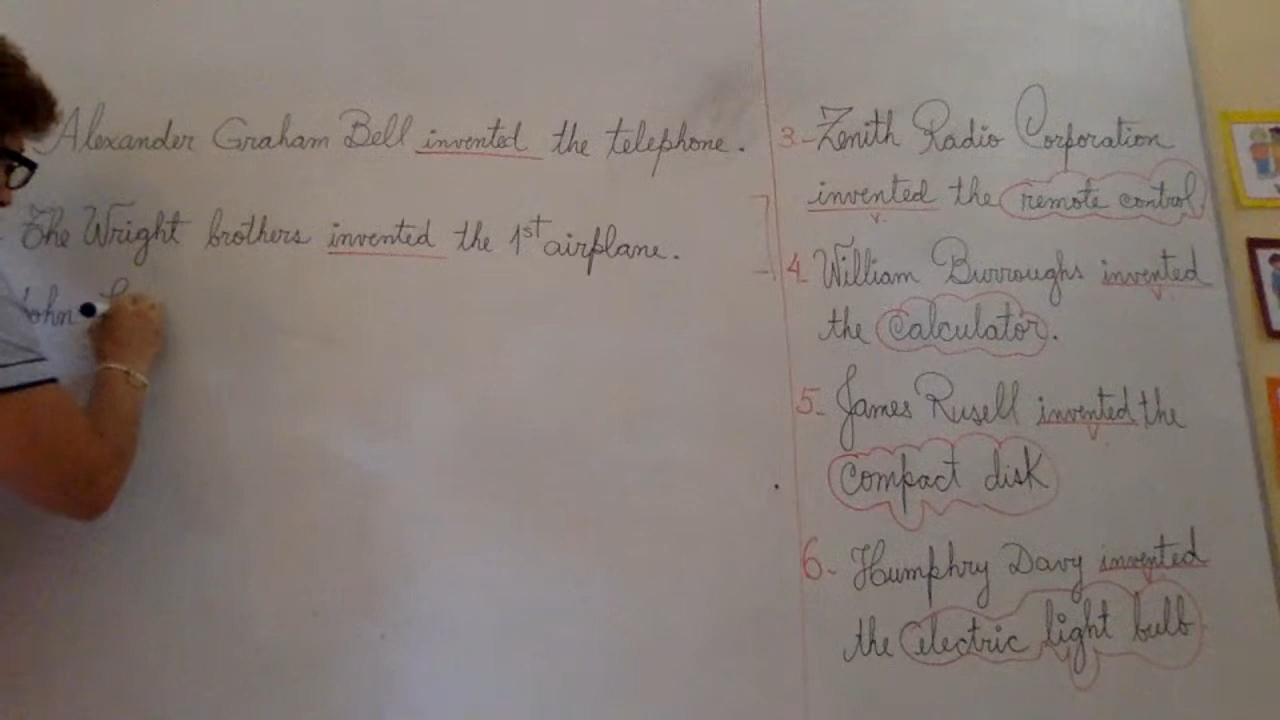 Alexander Graham Bell invented the telephone.
The Wright brothers invented the 1st airplane.
John
3- Zenith Radio Corporation
invented the remote control
4. William Burroughs invented
the Calculator.
5- James Rusell invented the
Compact disk
6- Humphry Davy invented
the electric light bulb